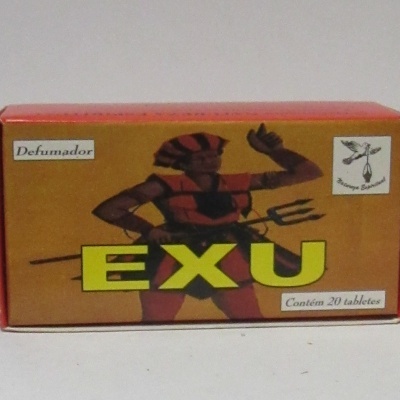 Defumador
EXU
Contém 20 tabletes